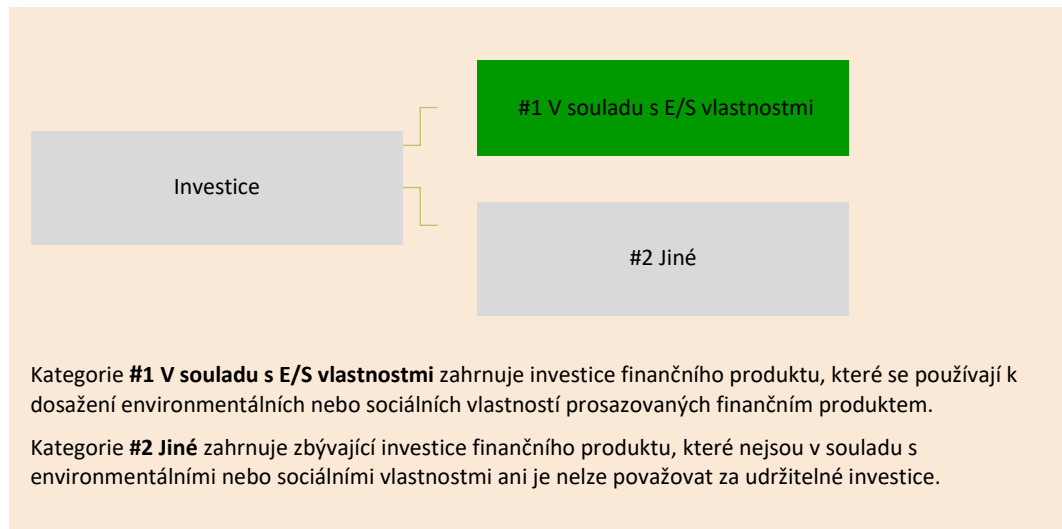 #1 V souladu s E/S vlastnostmi
Investice
#2 Jiné
Kategorie #1 V souladu s E/S vlastnostmi zahrnuje investice finančního produktu, které se používají k
dosažení environmentálních nebo sociálních vlastností prosazovaných finančním produktem.
Kategorie #2 Jiné zahrnuje zbývající investice finančního produktu, které nejsou v souladu s
environmentálními nebo sociálními vlastnostmi ani je nelze považovat za udržitelné investice.